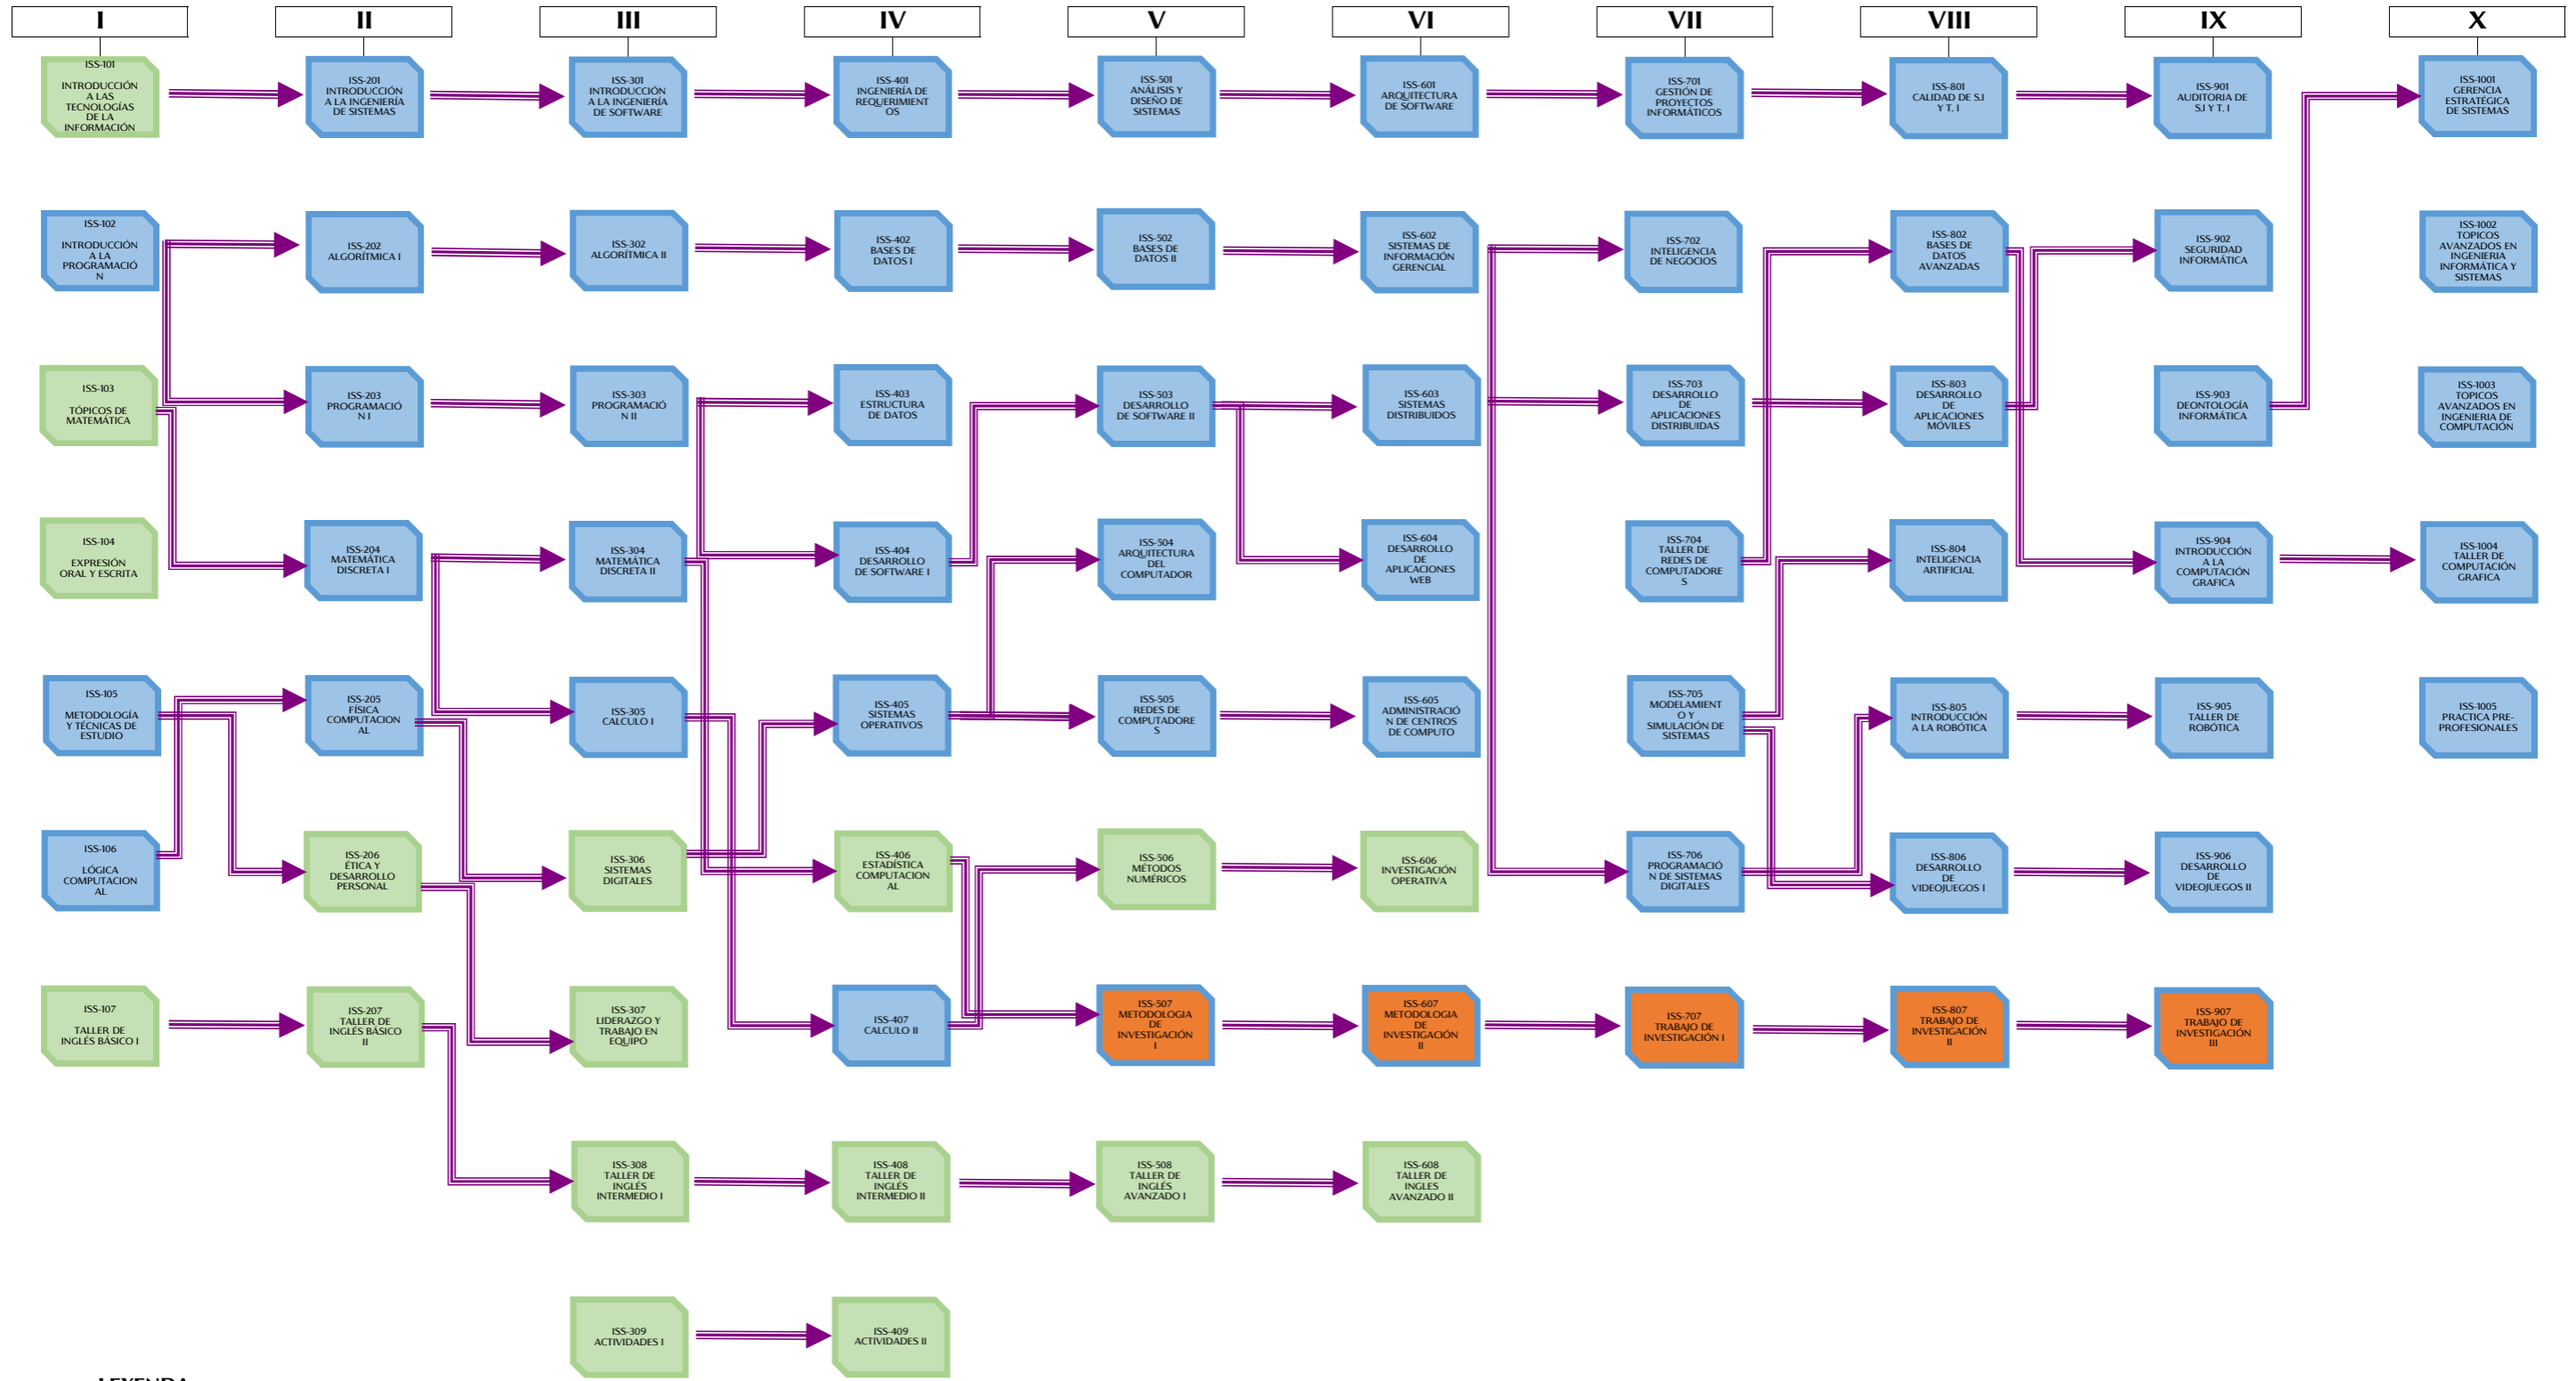 I
II
III
IV
V
VI
VII
VIII
IX
X
ISS-101
INTRODUCCIÓN
A LAS
TECNOLOGÍAS
DE LA
INFORMACIÓN
ISS-201
INTRODUCCIÓN
A LA INGENIERÍA
DE SISTEMAS
ISS-301
INTRODUCCIÓN
A LA INGENIERÍA
DE SOFTWARE
ISS-401
INGENIERÍA DE
REQUERIMIENT
OS
ISS-501
ANÁLISIS Y
DISEÑO DE
SISTEMAS
ISS-601
ARQUITECTURA
DE SOFTWARE
ISS-701
GESTIÓN DE
PROYECTOS
INFORMÁTICOS
ISS-801
CALIDAD DE S.I
Y T. I
ISS-901
AUDITORIA DE
S.I Y T. I
ISS-1001
GERENCIA
ESTRATÉGICA
DE SISTEMAS
ISS-102
INTRODUCCIÓN
A LA
PROGRAMACIÓ
N
ISS-202
ALGORÍTMICA I
ISS-302
ALGORÍTMICA II
ISS-402
BASES DE
DATOS I
ISS-502
BASES DE
DATOS II
ISS-602
SISTEMAS DE
INFORMACIÓN
GERENCIAL
ISS-702
INTELIGENCIA
DE NEGOCIOS
ISS-802
BASES DE
DATOS
AVANZADAS
ISS-902
SEGURIDAD
INFORMÁTICA
ISS-1002
TOPICOS
AVANZADOS EN
INGENIERIA
INFORMÁTICA Y
SISTEMAS
ISS-103
TÓPICOS DE
MATEMÁTICA
ISS-203
PROGRAMACIÓ
N I
ISS-303
PROGRAMACIÓ
N II
ISS-403
ESTRUCTURA
DE DATOS
ISS-503
DESARROLLO
DE SOFTWARE II
ISS-603
SISTEMAS
DISTRIBUIDOS
ISS-703
DESARROLLO
DE
APLICACIONES
DISTRIBUIDAS
ISS-803
DESARROLLO
DE
APLICACIONES
MÓVILES
ISS-903
DEONTOLOGÍA
INFORMÁTICA
ISS-1003
TOPICOS
AVANZADOS EN
INGENIERIA DE
COMPUTACIÓN
ISS-104
EXPRESIÓN
ORAL Y ESCRITA
ISS-204
MATEMÁTICA
DISCRETA I
ISS-304
MATEMÁTICA
DISCRETA II
ISS-404
DESARROLLO
DE SOFTWARE I
ISS-504
ARQUITECTURA
DEL
COMPUTADOR
ISS-604
DESARROLLO
DE
APLICACIONES
WEB
ISS-704
TALLER DE
REDES DE
COMPUTADORE
S
ISS-804
INTELIGENCIA
ARTIFICIAL
ISS-904
INTRODUCCIÓN
A LA
COMPUTACIÓN
GRAFICA
ISS-1004
TALLER DE
COMPUTACIÓN
GRAFICA
ISS-105
METODOLOGÍA
Y TÉCNICAS DE
ESTUDIO
ISS-205
FÍSICA
COMPUTACION
AL
ISS-305
CALCULO I
ISS-405
SISTEMAS
OPERATIVOS
ISS-505
REDES DE
COMPUTADORE
S
ISS-605
ADMINISTRACIÓ
N DE CENTROS
DE COMPUTO
ISS-705
MODELAMIENT
O Y
SIMULACIÓN DE
SISTEMAS
ISS-805
INTRODUCCIÓN
A LA ROBÓTICA
ISS-905
TALLER DE
ROBÓTICA
ISS-1005
PRACTICA PRE-
PROFESIONALES
ISS-106
LÓGICA
COMPUTACION
AL
ISS-206
ÉTICA Y
DESARROLLO
PERSONAL
ISS-306
SISTEMAS
DIGITALES
ISS-406
ESTADÍSTICA
COMPUTACION
AL
ISS-506
MÉTODOS
NUMÉRICOS
ISS-606
INVESTIGACIÓN
OPERATIVA
ISS-706
PROGRAMACIÓ
N DE SISTEMAS
DIGITALES
ISS-806
DESARROLLO
DE
VIDEOJUEGOS I
ISS-906
DESARROLLO
DE
VIDEOJUEGOS II
ISS-107
TALLER DE
INGLÉS BÁSICO I
ISS-207
TALLER DE
INGLÉS BÁSICO
II
ISS-307
LIDERAZGO Y
TRABAJO EN
EQUIPO
ISS-407
CALCULO II
ISS-507
METODOLOGIA
DE
INVESTIGACIÓN
I
ISS-607
METODOLOGIA
DE
INVESTIGACIÓN
II
ISS-707
TRABAJO DE
INVESTIGACIÓN I
ISS-807
TRABAJO DE
INVESTIGACIÓN
II
ISS-907
TRABAJO DE
INVESTIGACIÓN
III
ISS-308
TALLER DE
INGLÉS
INTERMEDIO I
ISS-408
TALLER DE
INGLÉS
INTERMEDIO II
ISS-508
TALLER DE
INGLÉS
AVANZADO I
ISS-608
TALLER DE
INGLES
AVANZADO II
ISS-309
ACTIVIDADES I
ISS-409
ACTIVIDADES II
LEYENDA